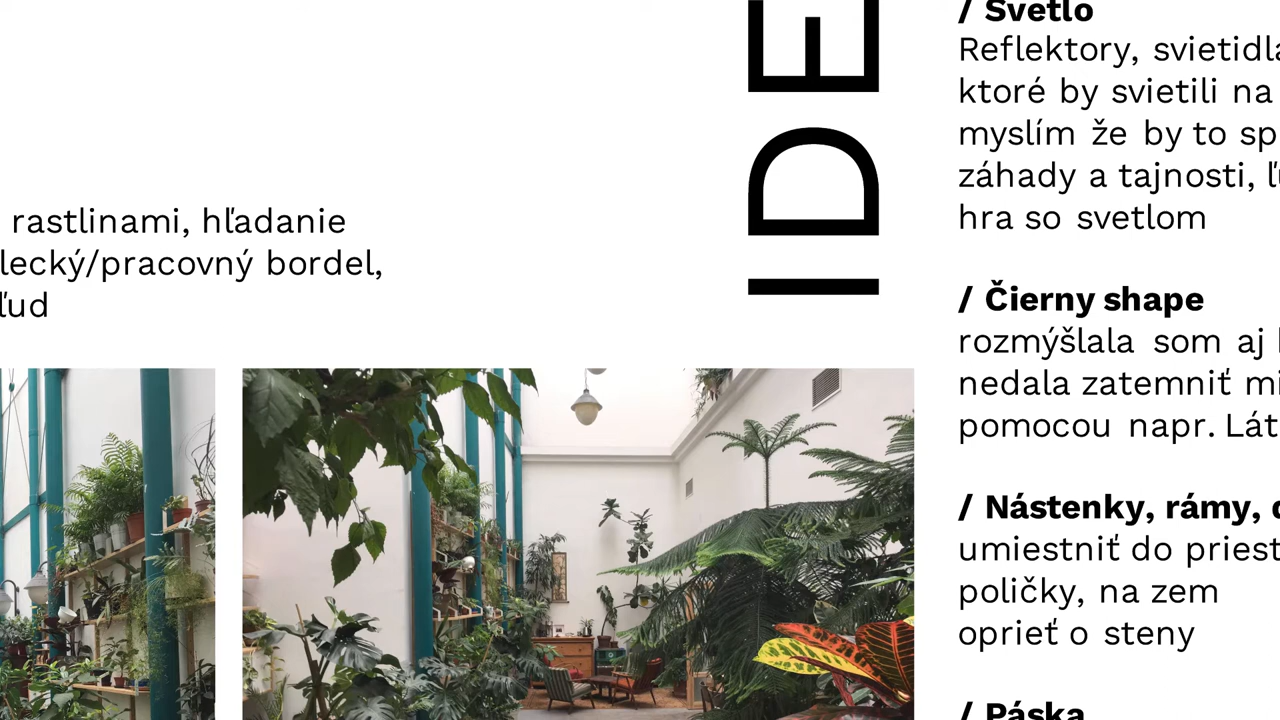 rastlinami, hľadanie
lecký/pracovný bordel,
ľud
IDE
/ Svetlo
Reflektory, svietidla
ktoré by svietili na
myslím že by to sp
záhady a tajnosti, ľu
hra so svetlom
/ Čierny shape
rozmýšlala som aj
nedala zatemniť mi
pomocou napr. Lát
/ Nástenky, rámy,
umiestniť do priest
poličky, na zem
oprieť o steny
/ Páska